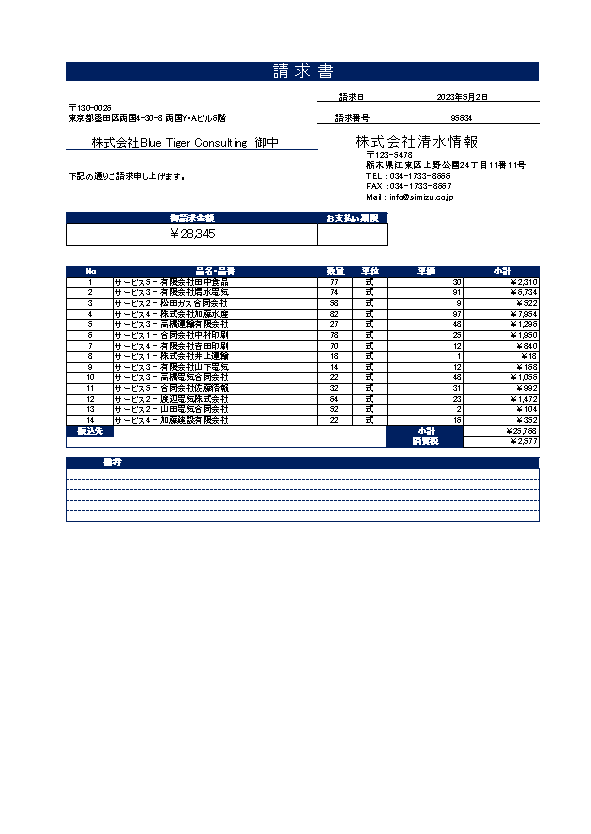 請求書
請求日 2023年5月2日
〒130-0026
東京都墨田区両国4-30-8 両国Y・Aビル6階
請求番号 95634
株式会社Blue Tiger Consulting 御中
株式会社清水情報
〒123-5478
栃木県江東区上野公園24丁目11番11号
下記の通りご請求申し上げます。
TEL : 034-1733-8666
FAX : 034-1733-8667
Mail : info@simizu.co.jp
御請求金額 お支払い期限
￥28,345
No 品名・品番 数量 単位 単価 小計
1 サービス5 - 有限会社田中食品 77 式 30 ￥2,310
2 サービス3 - 有限会社清水電気 74 式 91 ￥6,734
3 サービス2 - 松田ガス合同会社 58 式 9 ￥522
4 サービス4 - 株式会社加藤水産 82 式 97 ￥7,954
5 サービス3 - 高橋運輸有限会社 27 式 48 ￥1,296
6 サービス1 - 合同会社中村印刷 78 式 25 ￥1,950
7 サービス4 - 有限会社吉田印刷 70 式 12 ￥840
8 サービス1 - 株式会社井上運輸 18 式 1 ￥18
9 サービス3 - 有限会社山下電気 14 式 12 ￥168
10 サービス3 - 高橋電気合同会社 22 式 48 ￥1,056
11 サービス5 - 合同会社佐藤情報 32 式 31 ￥992
12 サービス2 - 渡辺電気株式会社 64 式 23 ￥1,472
13 サービス2 - 山田電気合同会社 52 式 2 ￥104
14 サービス4 - 加藤建設有限会社 22 式 16 ￥352
振込先 小計 ￥25,768
消費税 ￥2,577
備考